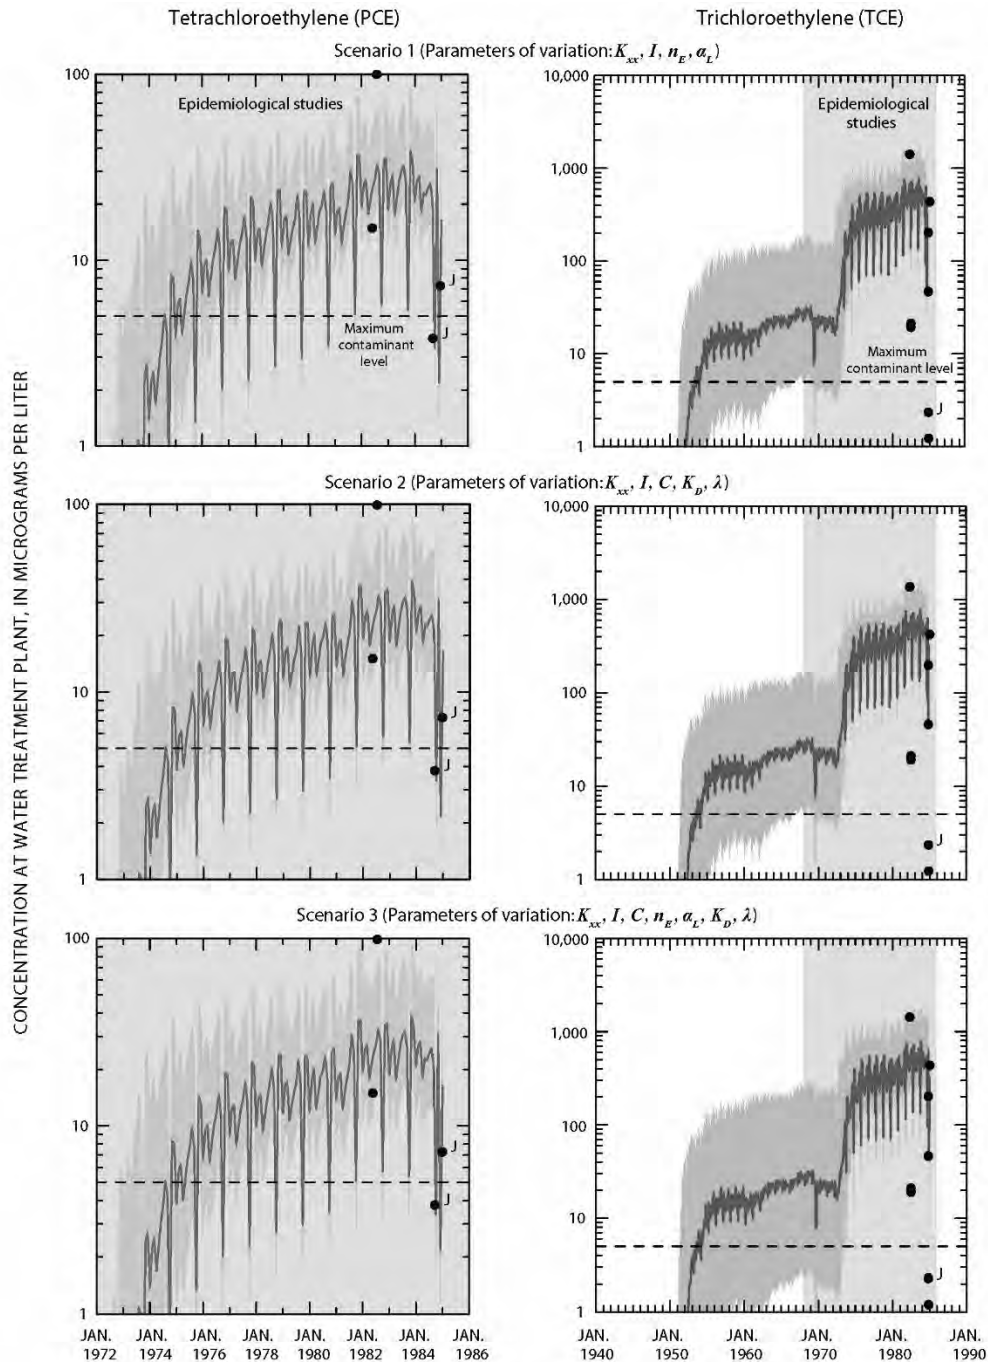 Tetrachloroethylene (PCE)
Trichloroethylene (TCE)
Scenario 1 (Parameters of variation: Kxx, I, nE, αL)
100
10
1
Epidemiological studies
Maximum
contaminant
level
J
J
10,000
1,000
100
10
1
Epidemiological
studies
Maximum
contaminant level
J
Scenario 2 (Parameters of variation: Kxx, I, C, KD, λ)
100
10
1
J
J
10,000
1,000
100
10
1
J
Scenario 3 (Parameters of variation: Kxx, I, C, nE, αL, KD, λ)
100
10
1
J
J
10,000
1,000
100
10
1
J
JAN. JAN. JAN. JAN. JAN. JAN. JAN. JAN.
1972 1974 1976 1978 1980 1982 1984 1986
JAN. JAN. JAN. JAN. JAN. JAN.
1940 1950 1960 1970 1980 1990
CONCENTRATION AT WATER TREATMENT PLANT, IN MICROGRAMS PER LITER